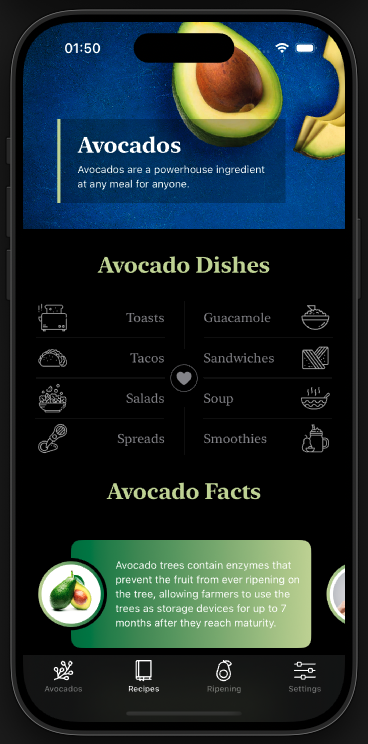 01:50
Avocados
Avocados are a powerhouse ingredient
at any meal for anyone.
Avocado Dishes
Toasts Guacamole
Tacos Sandwiches
Salads Soup
Spreads Smoothies
Avocado Facts
Avocado trees contain enzymes that
prevent the fruit from ever ripening on
the tree, allowing farmers to use the
trees as storage devices for up to 7
months after they reach maturity.
Avocados Recipes Ripening Settings